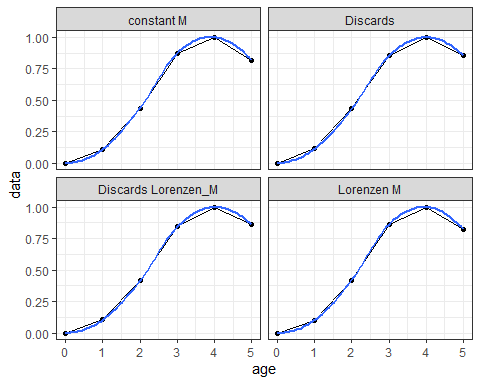 constant M
Discards
1.00
0.75
0.50
0.25
0.00
Discards Lorenzen_M
Lorenzen M
1.00
0.75
0.50
0.25
0.00
data
0 1 2 3 4 5
0 1 2 3 4 5
age